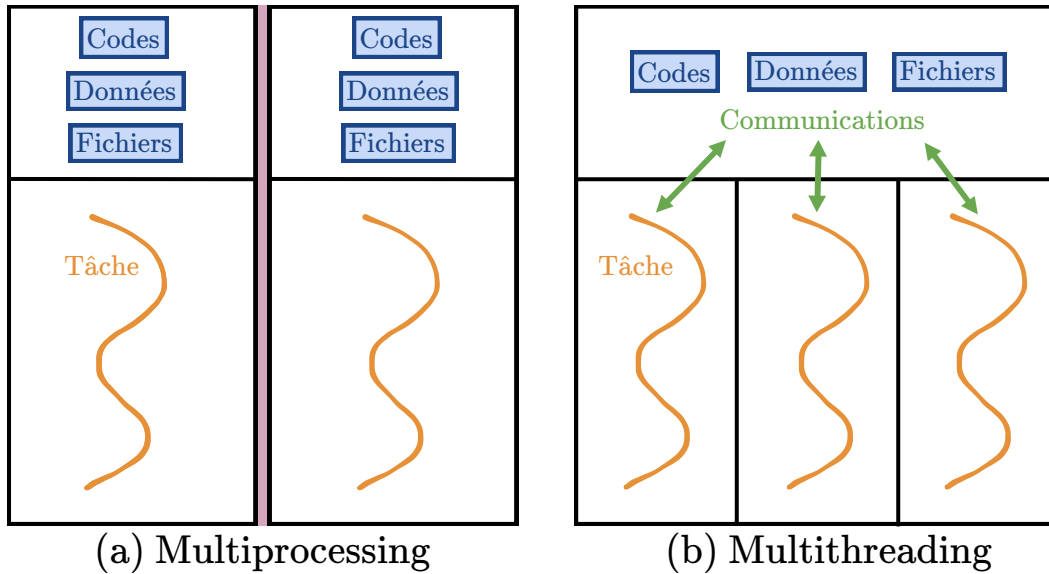 Codes
Données
Fichiers
Tâche
Codes
Données
Fichiers
(a) Multiprocessing
Codes Données Fichiers
Communications
Tâche
(b) Multithreading